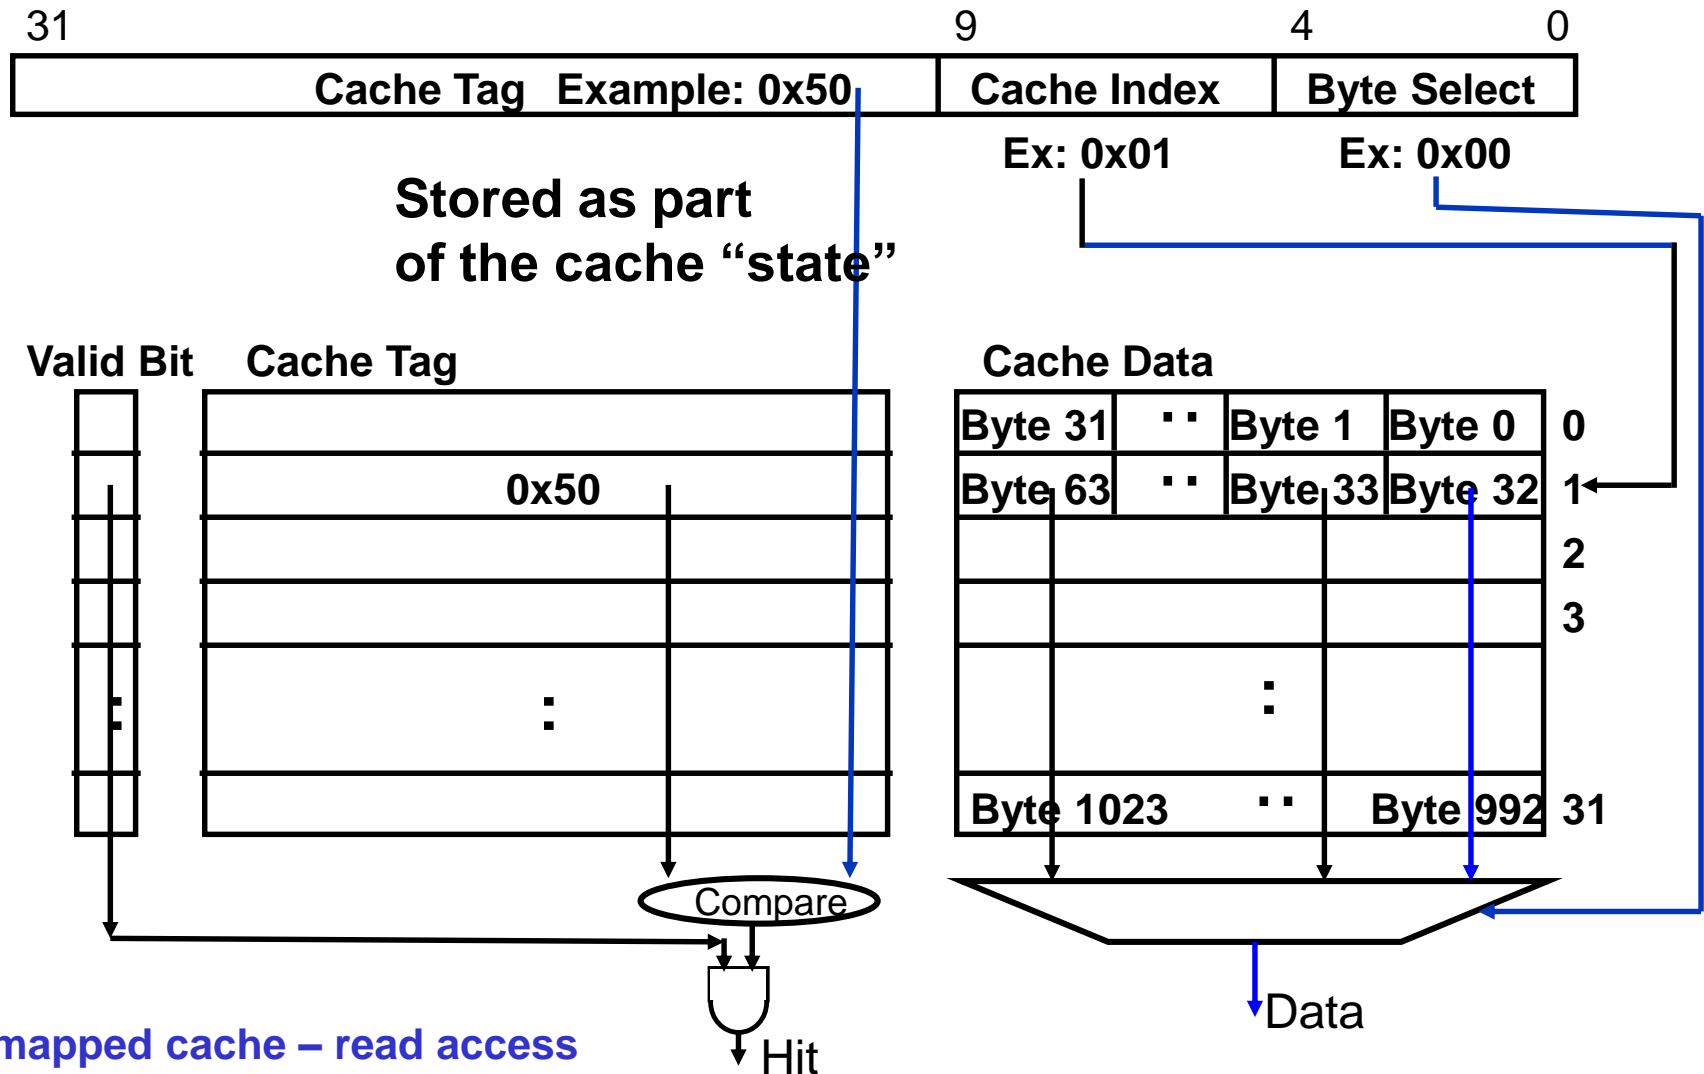 31 9 4 0
Cache Tag Example: 0x50 Cache Index Byte Select
Ex: 0x01 Ex: 0x00
Stored as part
of the cache “state”
Valid Bit Cache Tag Cache Data
Byte 31 .. Byte 1 Byte 0 0
0x50 Byte 63 .. Byte 33 Byte 32 1
2
3
: : :
Byte 1023 .. Byte 992 31
Compare
Data
mapped cache – read access
Hit